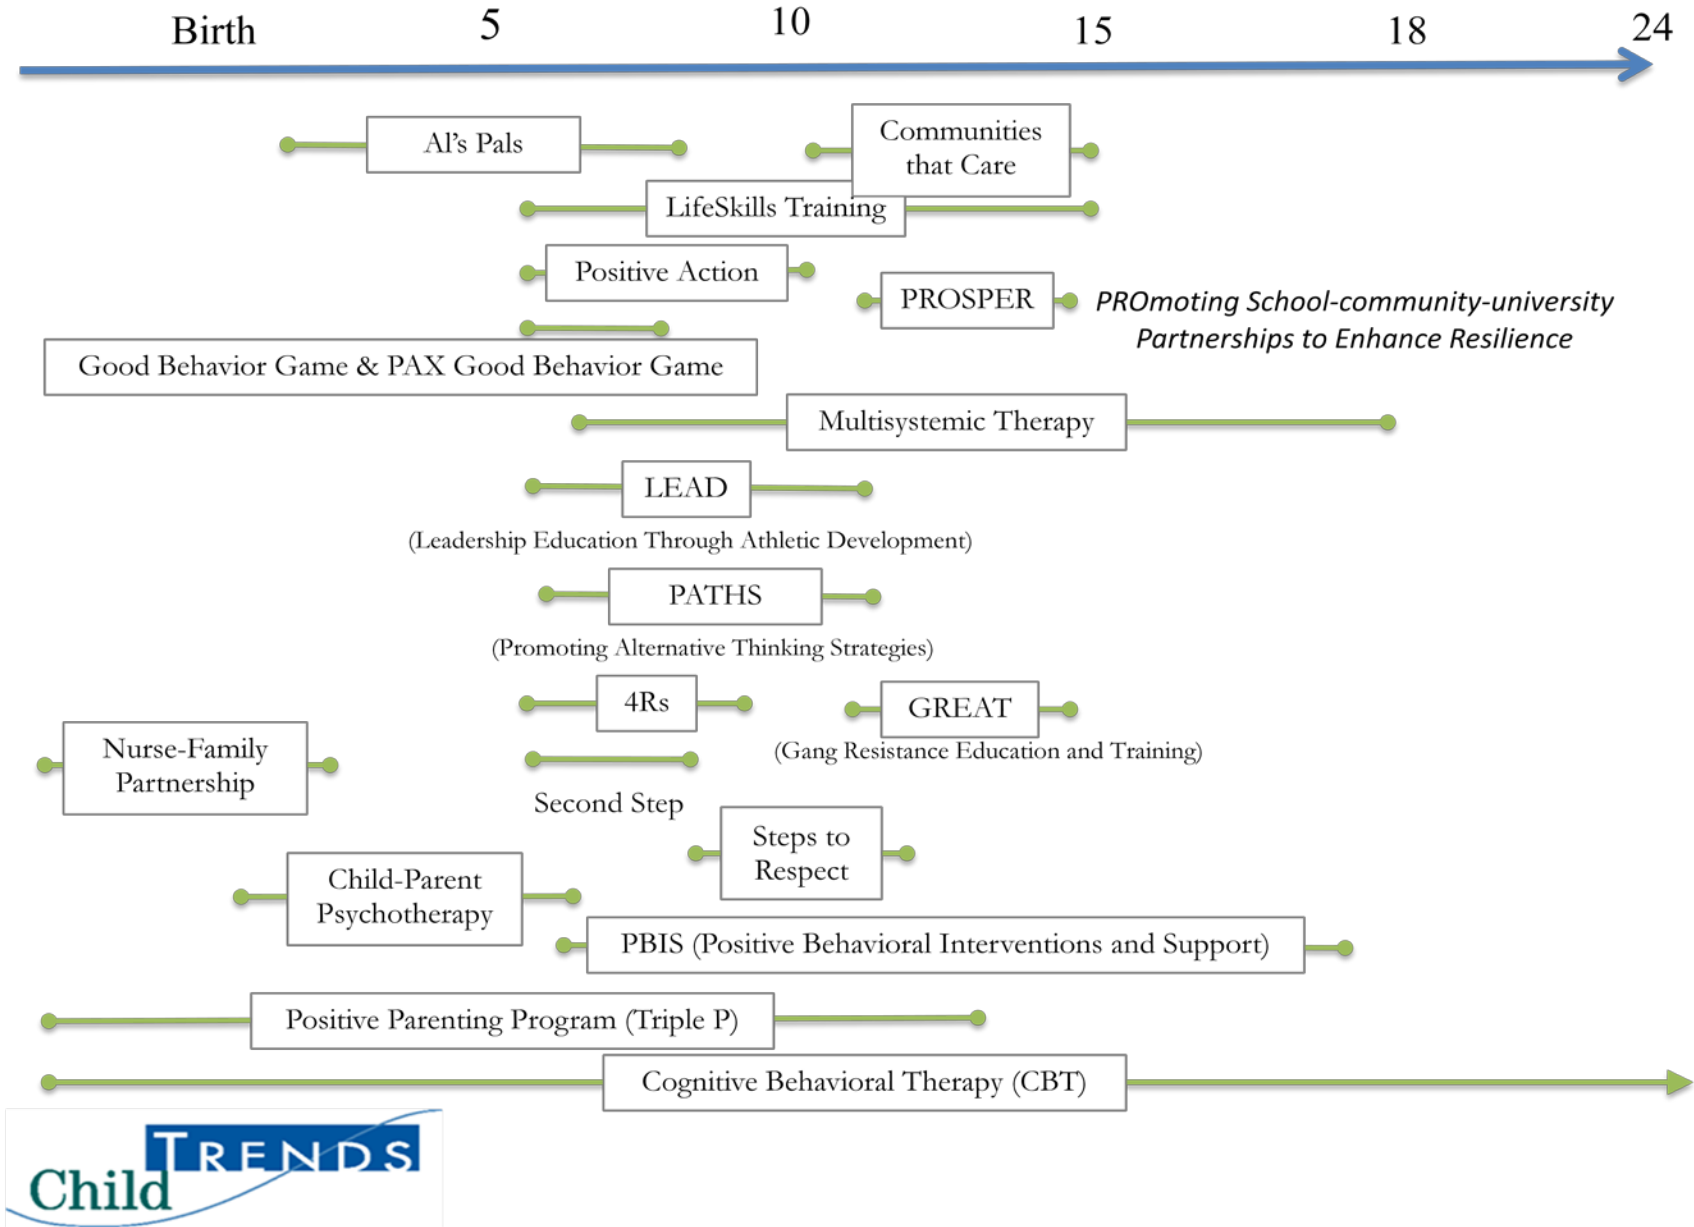 Birth 5 10 15 18 24
Al's Pals
Communities
that Care
LifeSkills Training
Positive Action
PROSPER
PROmoting School-community-university
Partnerships to Enhance Resilience
Good Behavior Game & PAX Good Behavior Game
Multisystemic Therapy
LEAD
(Leadership Education Through Athletic Development)
PATHS
(Promoting Alternative Thinking Strategies)
4Rs
GREAT
(Gang Resistance Education and Training)
Nurse-Family
Partnership
Second Step
Steps to
Respect
Child-Parent
Psychotherapy
PBIS (Positive Behavioral Interventions and Support)
Positive Parenting Program (Triple P)
Cognitive Behavioral Therapy (CBT)
Child TRENDS